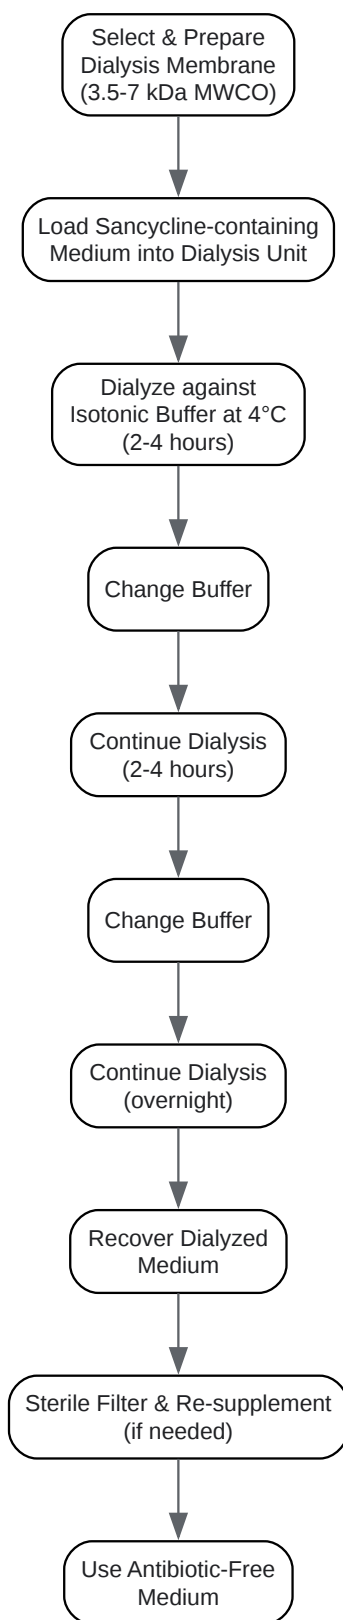 Select & Prepare
Dialysis Membrane
(3.5-7 kDa MWCO)
Load Sancycline-containing
Medium into Dialysis Unit
Dialyze against
Isotonic Buffer at 4°C
(2-4 hours)
Change Buffer
Continue Dialysis
(2-4 hours)
Change Buffer
Continue Dialysis
(overnight)
Recover Dialyzed
Medium
Sterile Filter & Re-supplement
(if needed)
Use Antibiotic-Free
Medium